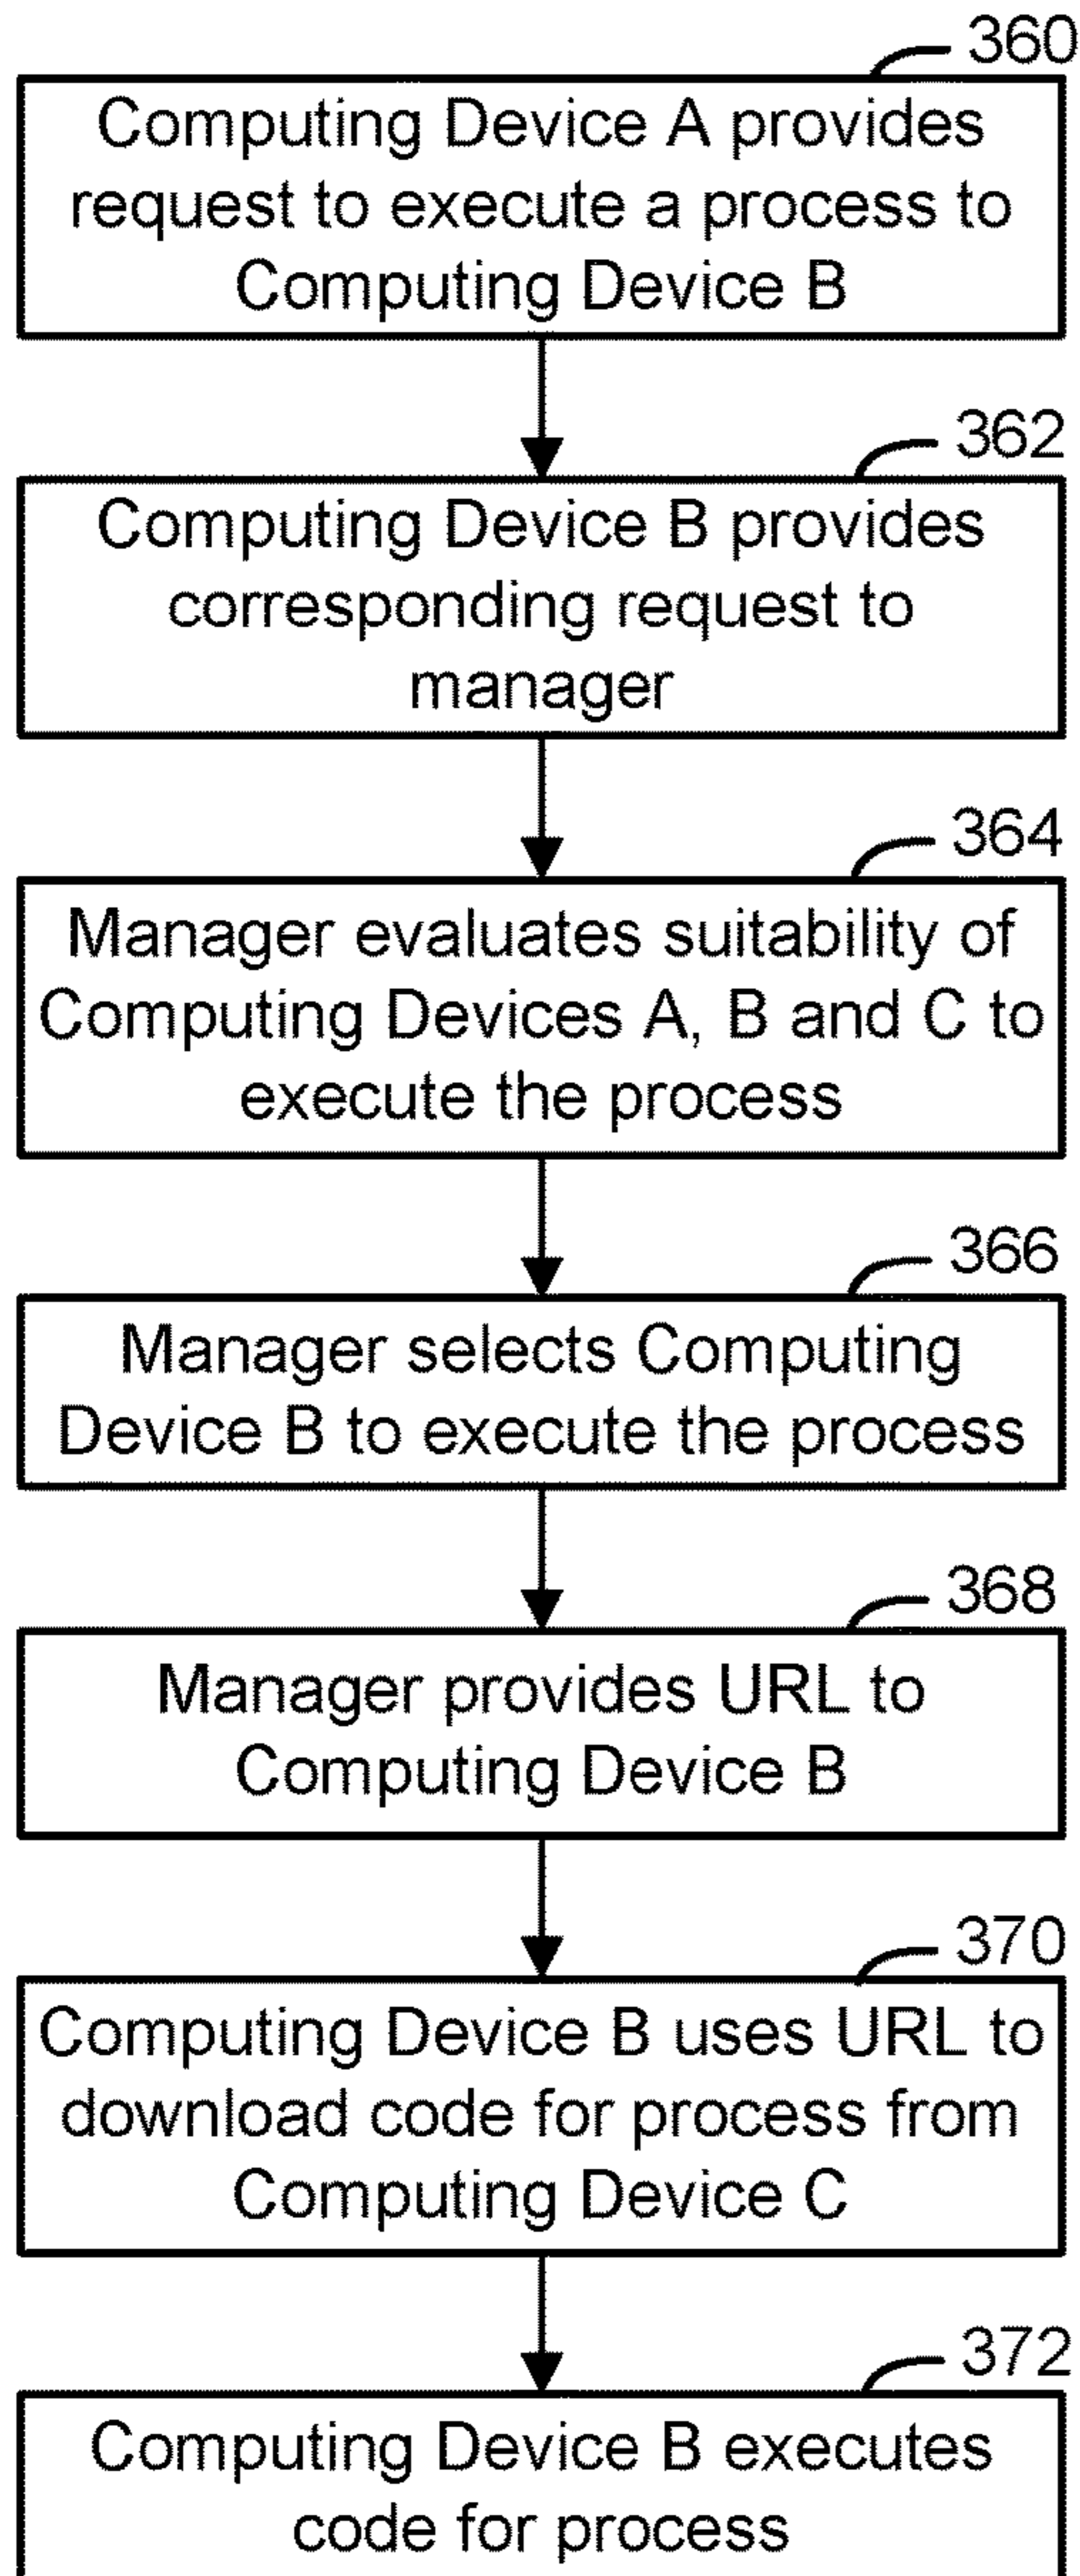 360
Computing Device A provides
request to execute a process to
Computing Device B
362
Computing Device B provides
corresponding request to
manager
364
Manager evaluates suitability of
Computing Devices A, B and C to
execute the process
366
Manager selects Computing
Device B to execute the process
368
Manager provides URL to
Computing Device B
370
Computing Device B uses URL to
download code for process from
Computing Device C
372
Computing Device B executes
code for process